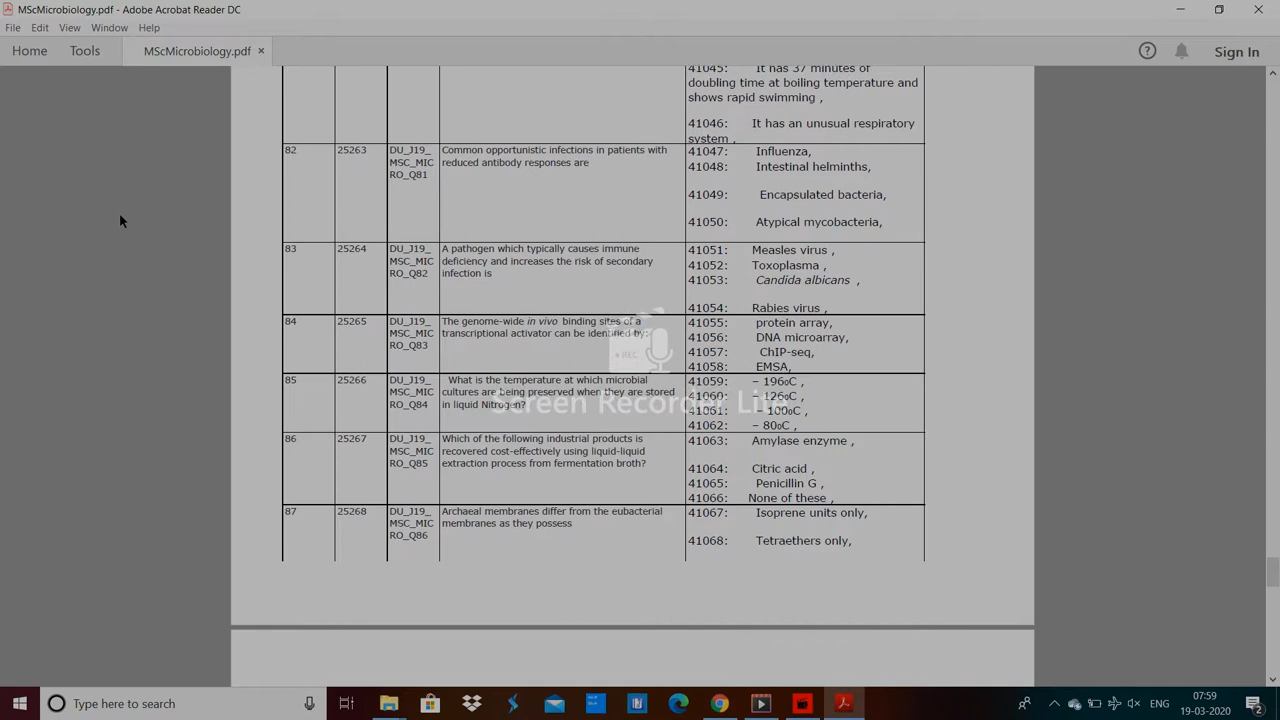 MScMicrobiology.pdf - Adobe Acrobat Reader DC
File Edit View Window Help
Home Tools MScMicrobiology.pdf × Sign In
41045: It has 37 minutes of
doubling time at boiling temperature and
shows rapid swimming ,
41046: It has an unusual respiratory
system ,
82 25263 DU_J19_
MSC_MIC
RO_Q81
Common opportunistic infections in patients with
reduced antibody responses are
41047: Influenza,
41048: Intestinal helminths,
41049: Encapsulated bacteria,
41050: Atypical mycobacteria,
83 25264 DU_J19_
MSC_MIC
RO_Q82
A pathogen which typically causes immune
deficiency and increases the risk of secondary
infection is
41051: Measles virus ,
41052: Toxoplasma ,
41053: Candida albicans ,
41054: Rabies virus ,
84 25265 DU_J19_
MSC_MIC
RO_Q83
The genome-wide in vivo binding sites of a
transcriptional activator can be identified by:
41055: protein array,
41056: DNA microarray,
41057: ChIP-seq,
41058: EMSA,
85 25266 DU_J19_
MSC_MIC
RO_Q84
What is the temperature at which microbial
cultures are being preserved when they are stored
in liquid Nitrogen?
41059: – 196oC ,
41060: – 126oC ,
41061: – 100oC ,
41062: – 80oC ,
86 25267 DU_J19_
MSC_MIC
RO_Q85
Which of the following industrial products is
recovered cost-effectively using liquid-liquid
extraction process from fermentation broth?
41063: Amylase enzyme ,
41064: Citric acid ,
41065: Penicillin G ,
41066: None of these ,
87 25268 DU_J19_
MSC_MIC
RO_Q86
Archaeal membranes differ from the eubacterial
membranes as they possess
41067: Isoprene units only,
41068: Tetraethers only,
• REC
Screen Recorder Lite
Type here to search
ENG
07:59
19-03-2020
2